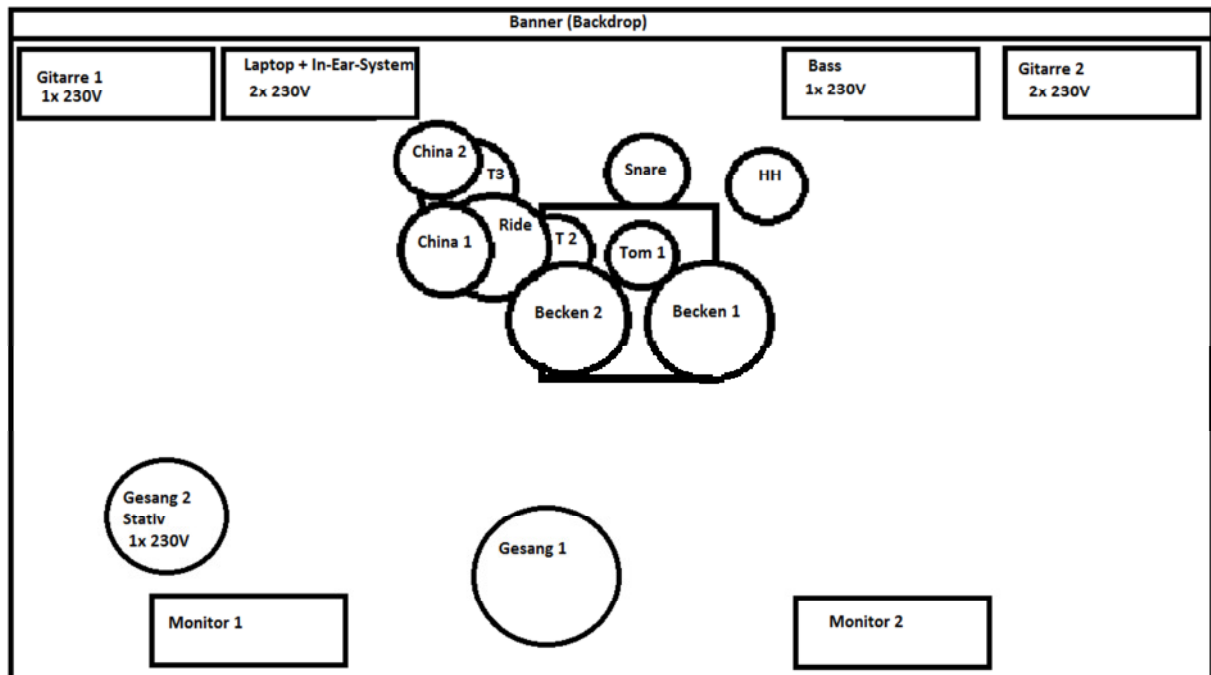 Banner (Backdrop)
Gitarre 1
1x 230V
Laptop + In-Ear-System
2x 230V
Bass
1x 230V
Gitarre 2
2x 230V
China 2
T3
Snare
HH
China 1
Ride
T 2
Tom 1
Becken 2
Becken 1
Gesang 2
Stativ
1x 230V
Gesang 1
Monitor 1
Monitor 2